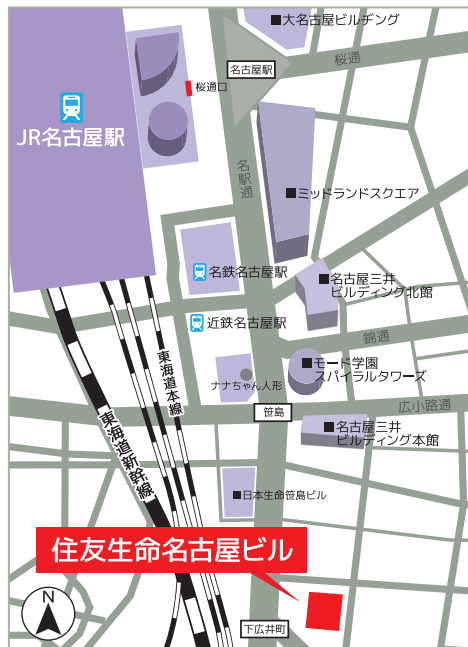 ■大名古屋ビルヂング
名古屋駅
桜通
桜通口
JR名古屋駅
名駅通
■ミッドランドスクエア
名鉄名古屋駅
■名古屋三井
ビルディング北館
近鉄名古屋駅
錦通
東海道本線
■モード学園
スパイラルタワーズ
ナナちゃん人形
笹島
広小路通
東海道新幹線
■名古屋三井
ビルディング本館
■日本生命笹島ビル
住友生命名古屋ビル
N
下広井町